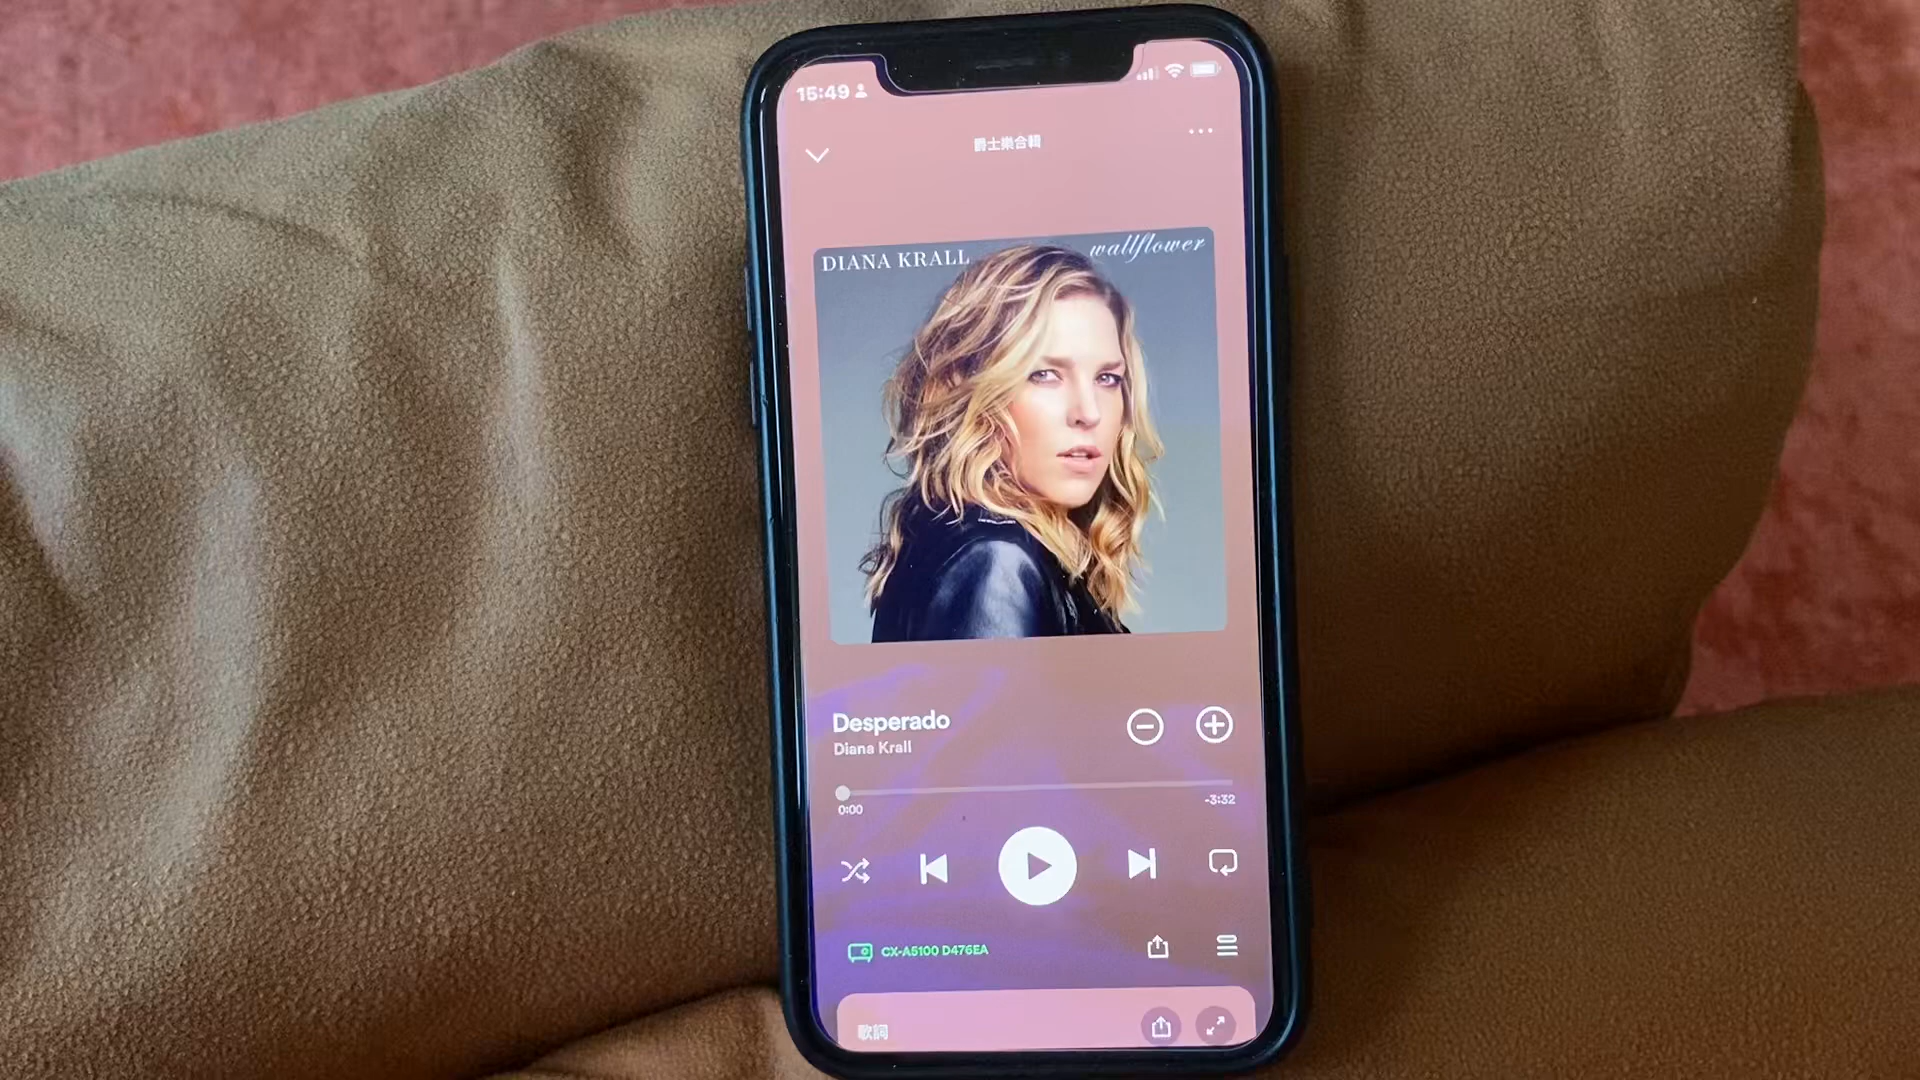 15:49
爵士樂合輯
DIANA KRALL
wallflower
Desperado
Diana Krall
0:00
-3:32
CX-A5100 D476EA
歌詞